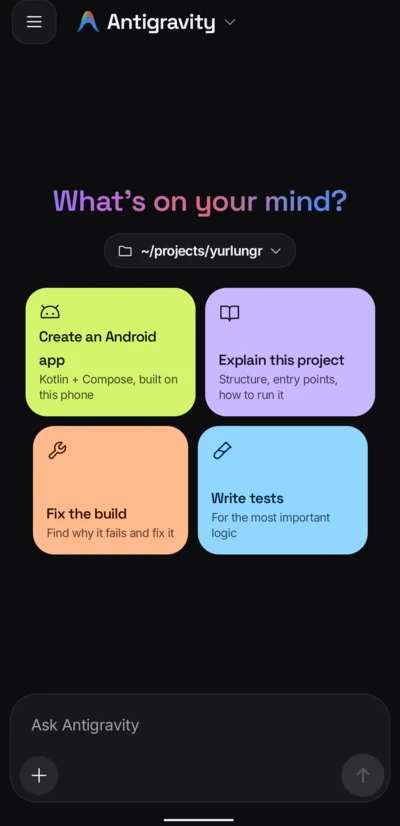 Antigravity
What's on your mind?
~/projects/yurlungr
Create an Android
app
Kotlin + Compose, built on
this phone
Explain this project
Structure, entry points,
how to run it
Fix the build
Find why it fails and fix it
Write tests
For the most important
logic
Ask Antigravity